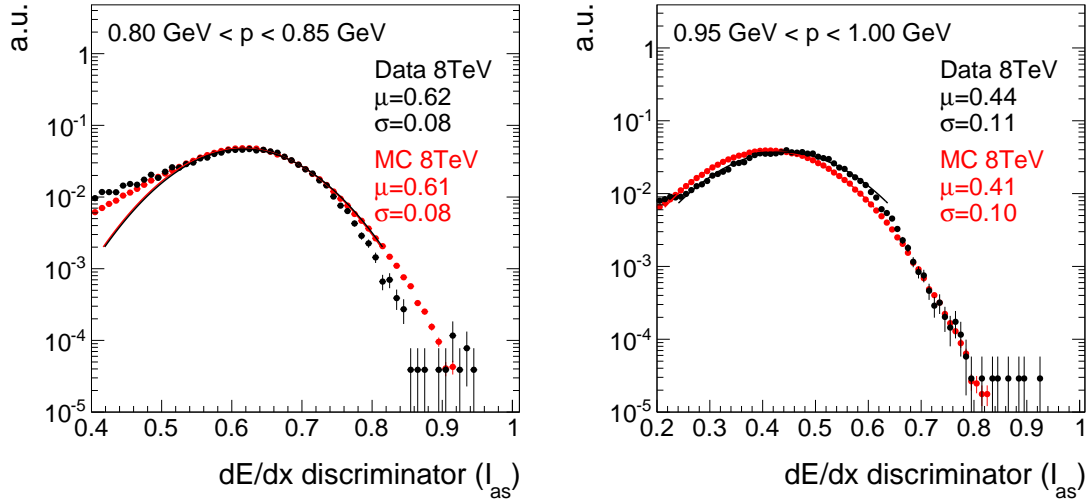 a.u.
0.80 GeV < p < 0.85 GeV
Data 8TeV
μ=0.62
σ=0.08
MC 8TeV
μ=0.61
σ=0.08
1
10⁻¹
10⁻²
10⁻³
10⁻⁴
10⁻⁵
0.4 0.5 0.6 0.7 0.8 0.9 1
dE/dx discriminator (I_as)
a.u.
0.95 GeV < p < 1.00 GeV
Data 8TeV
μ=0.44
σ=0.11
MC 8TeV
μ=0.41
σ=0.10
1
10⁻¹
10⁻²
10⁻³
10⁻⁴
10⁻⁵
0.2 0.3 0.4 0.5 0.6 0.7 0.8 0.9 1
dE/dx discriminator (I_as)